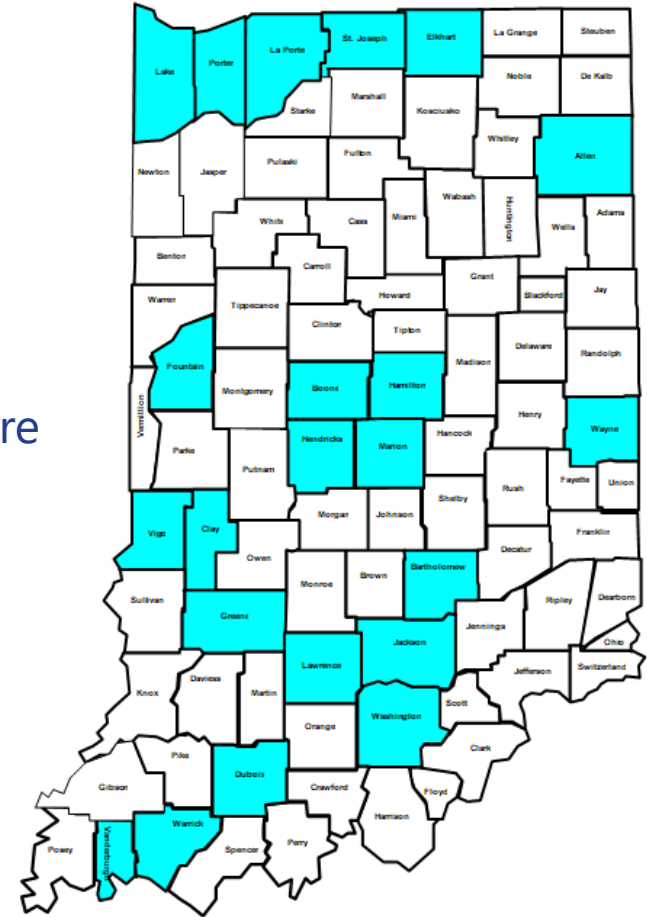 St. Joseph
Elkhart
La Grange
Steuben
La Porte
Porter
Lake
Noble
De Kalb
Marshall
Starke
Kosciusko
Whitley
Allen
Fulton
Pulaski
Newton
Jasper
Wabash
Huntington
Miami
Cass
White
Wells
Adams
Benton
Carroll
Grant
Howard
Blackford
Jay
Warren
Tippecanoe
Clinton
Tipton
Delaware
Randolph
Madison
Fountain
Boone
Hamilton
Montgomery
Vermillion
Henry
Wayne
re
Hendricks
Marion
Hancock
Parke
Putnam
Fayette
Union
Rush
Shelby
Morgan
Johnson
Vigo
Clay
Franklin
Owen
Decatur
Bartholomew
Brown
Monroe
Sullivan
Ripley
Dearborn
Greene
Jennings
Jackson
Ohio
Lawrence
Switzerland
Jefferson
Daviess
Knox
Martin
Scott
Washington
Orange
Clark
Pike
Dubois
Gibson
Crawford
Floyd
Harrison
Warrick
Vanderburgh
Posey
Spencer
Perry